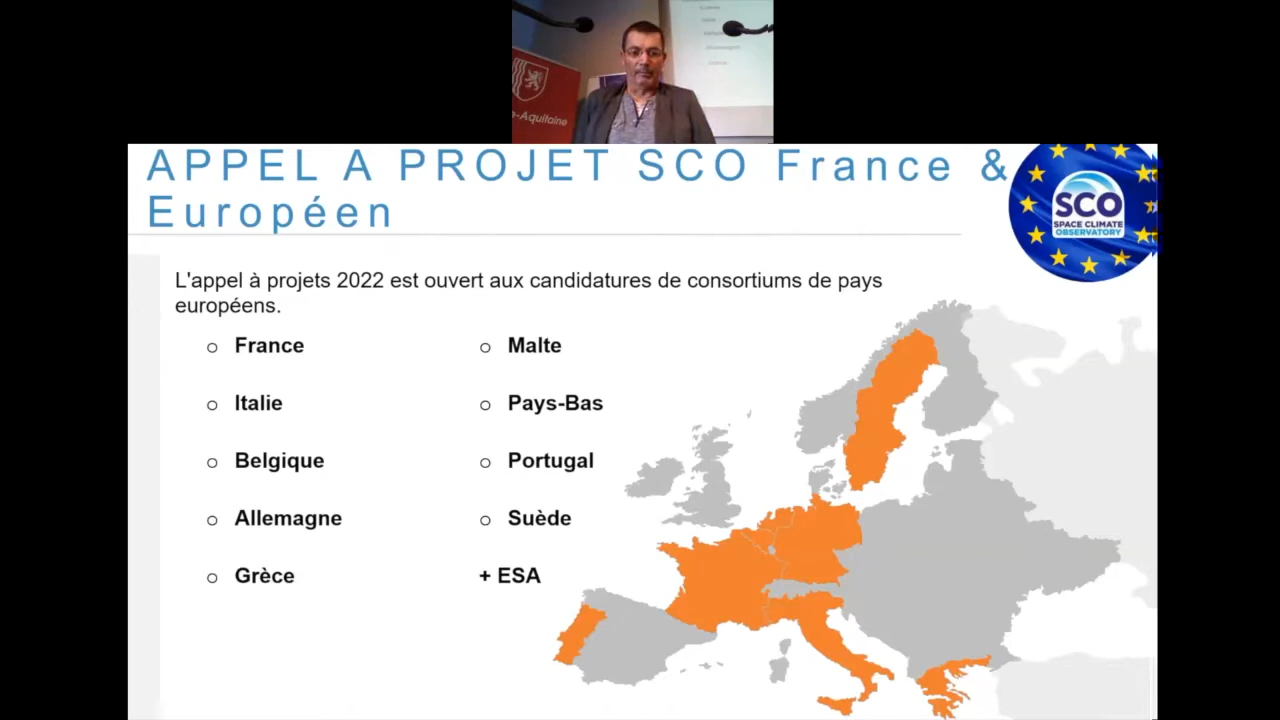 e-Aquitaine
APPEL A PROJET SCO France &
Européen
SCO
SPACE CLIMATE
OBSERVATORY
L'appel à projets 2022 est ouvert aux candidatures de consortiums de pays
européens.
France
Italie
Belgique
Allemagne
Grèce
Malte
Pays-Bas
Portugal
Suède
+ ESA